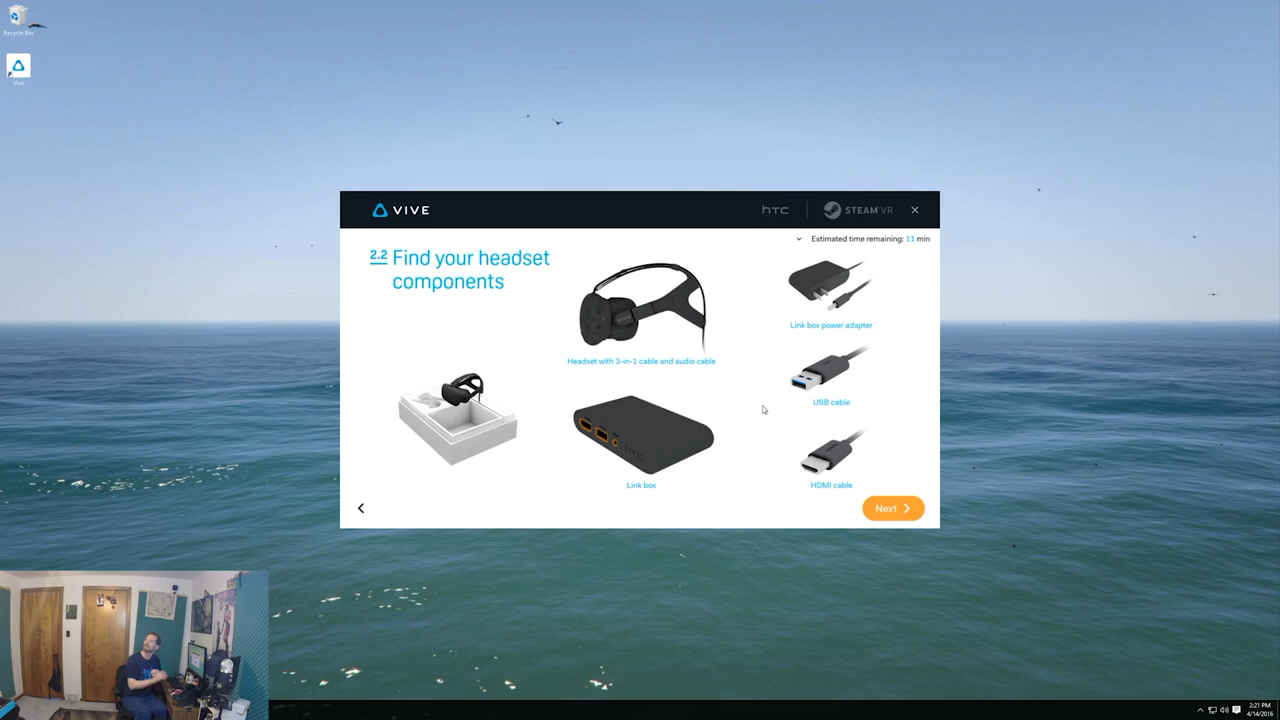 Recycle Bin
Vive
VIVE
hTC
STEAM VR
Estimated time remaining: 11 min
2.2 Find your headset
components
VIVE
Headset with 3-in-1 cable and audio cable
Link box power adapter
USB cable
hTC
Link box
HDMI cable
Next
2:21 PM
4/14/2016